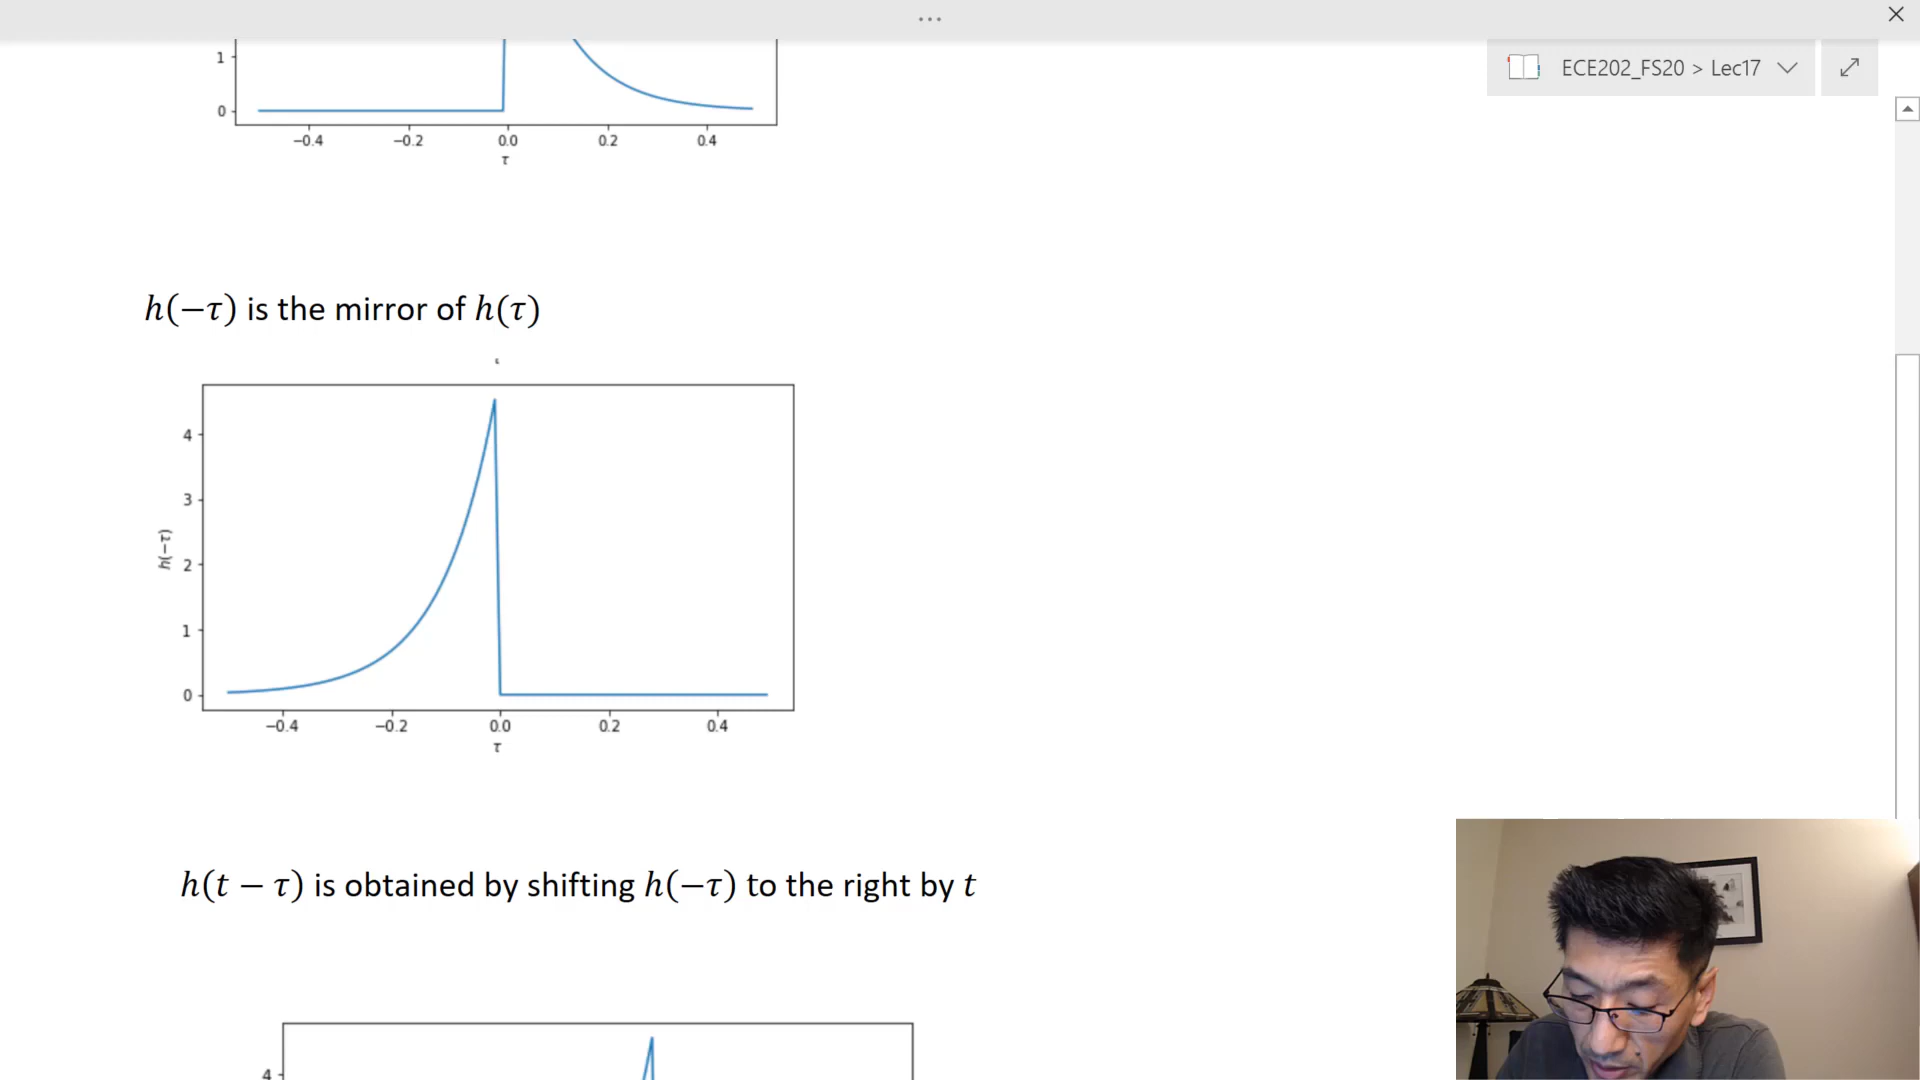 ...
ECE202_FS20 > Lec17
1
0
−0.4 −0.2 0.0 0.2 0.4
τ
h(−τ) is the mirror of h(τ)
4
3
2
1
0
h(−τ)
−0.4 −0.2 0.0 0.2 0.4
τ
h(t − τ) is obtained by shifting h(−τ) to the right by t
4